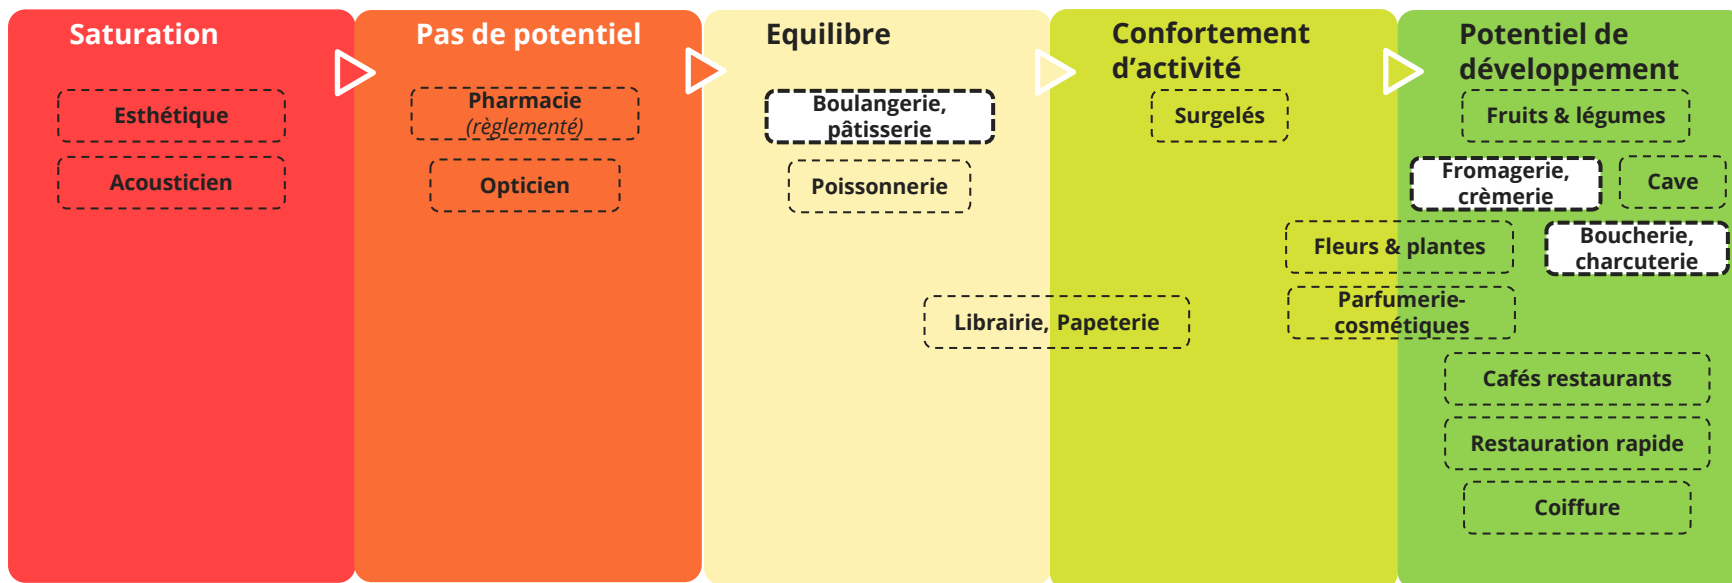 Saturation
Esthétique
Acousticien
Pas de potentiel
Pharmacie
(règlementé)
Opticien
Equilibre
Boulangerie,
pâtisserie
Poissonnerie
Librairie, Papeterie
Confortement
d’activité
Surgelés
Fleurs & plantes
Parfumerie-
cosmétiques
Potentiel de
développement
Fruits & légumes
Fromagerie,
crèmerie
Cave
Boucherie,
charcuterie
Cafés restaurants
Restauration rapide
Coiffure